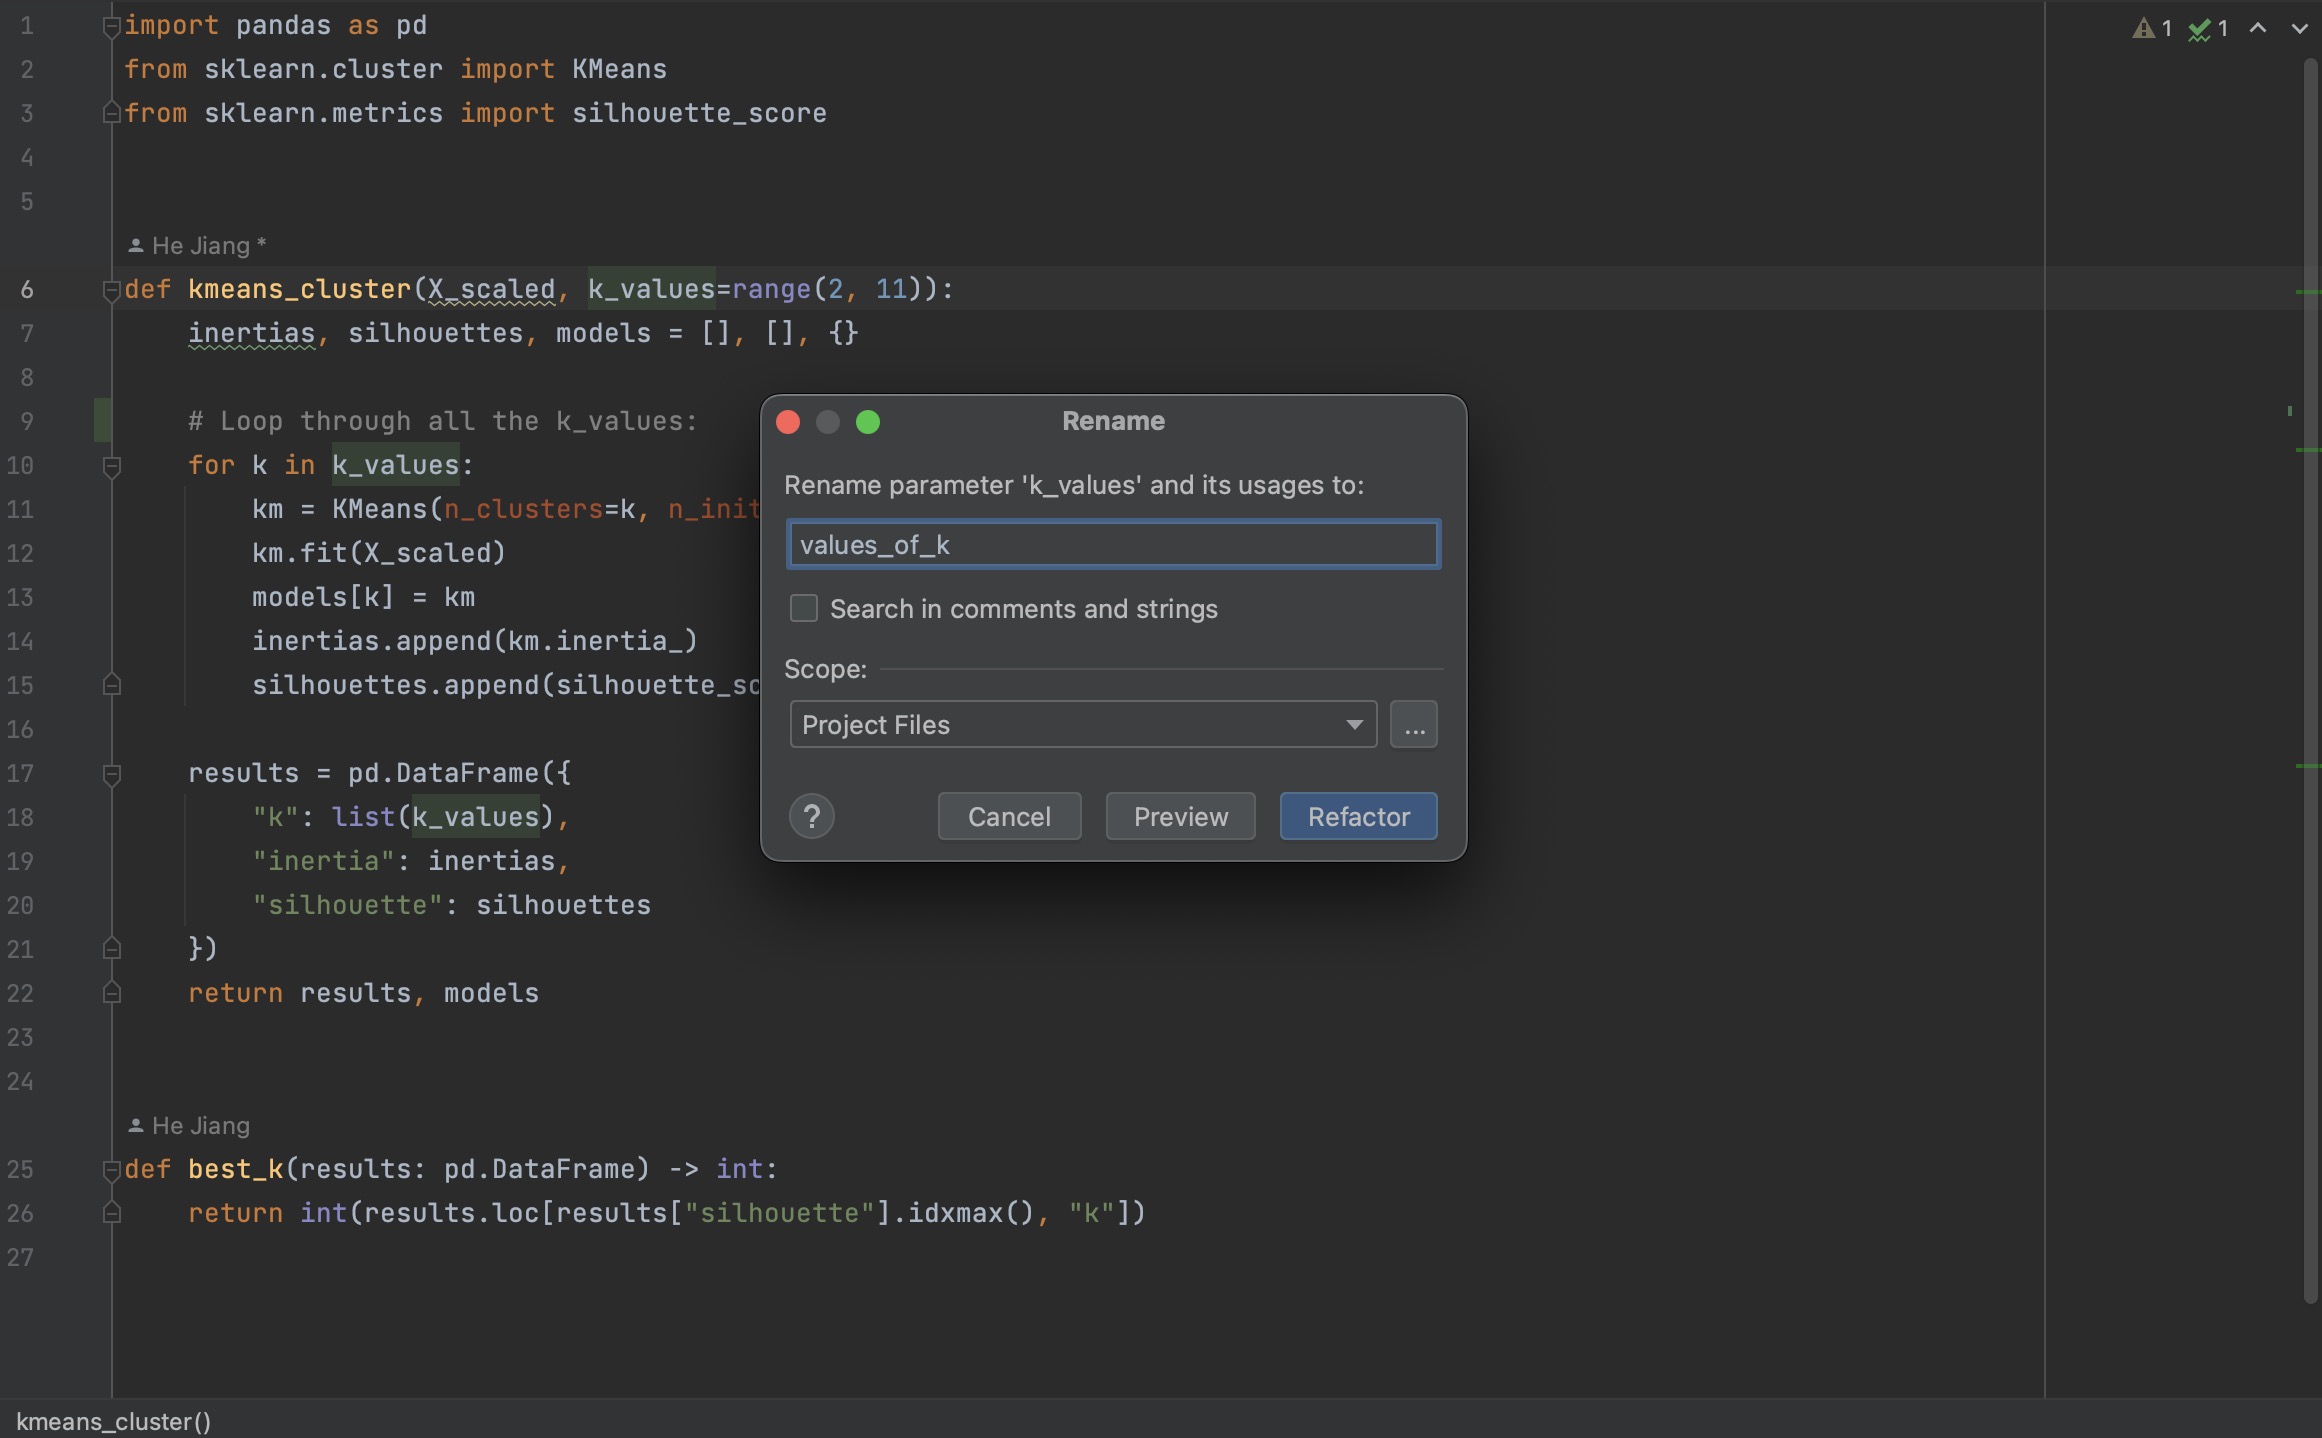 1 import pandas as pd
2 from sklearn.cluster import KMeans
3 from sklearn.metrics import silhouette_score
4
5
He Jiang *
6 def kmeans_cluster(X_scaled, k_values=range(2, 11)):
7 inertias, silhouettes, models = [], [], {}
8
9 # Loop through all the k_values:
10 for k in k_values:
11 km = KMeans(n_clusters=k, n_init
12 km.fit(X_scaled)
13 models[k] = km
14 inertias.append(km.inertia_)
15 silhouettes.append(silhouette_sc
16
17 results = pd.DataFrame({
18 "k": list(k_values),
19 "inertia": inertias,
20 "silhouette": silhouettes
21 })
22 return results, models
23
24
He Jiang
25 def best_k(results: pd.DataFrame) -> int:
26 return int(results.loc[results["silhouette"].idxmax(), "k"])
27
1 1
Rename
Rename parameter 'k_values' and its usages to:
values_of_k
Search in comments and strings
Scope:
Project Files
...
? Cancel Preview Refactor
kmeans_cluster()